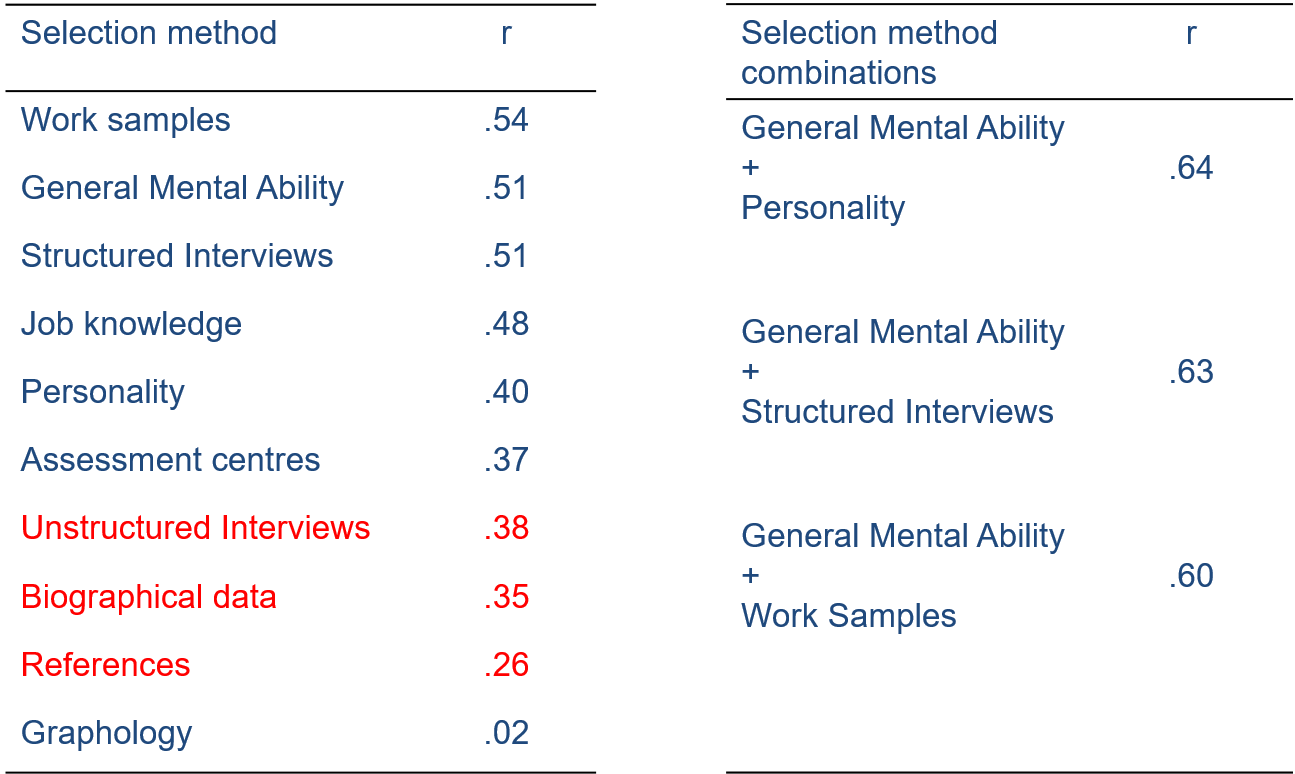 Selection method r
Work samples .54
General Mental Ability .51
Structured Interviews .51
Job knowledge .48
Personality .40
Assessment centres .37
Unstructured Interviews .38
Biographical data .35
References .26
Graphology .02
Selection method r
combinations
General Mental Ability
+ .64
Personality
General Mental Ability
+ .63
Structured Interviews
General Mental Ability
+ .60
Work Samples